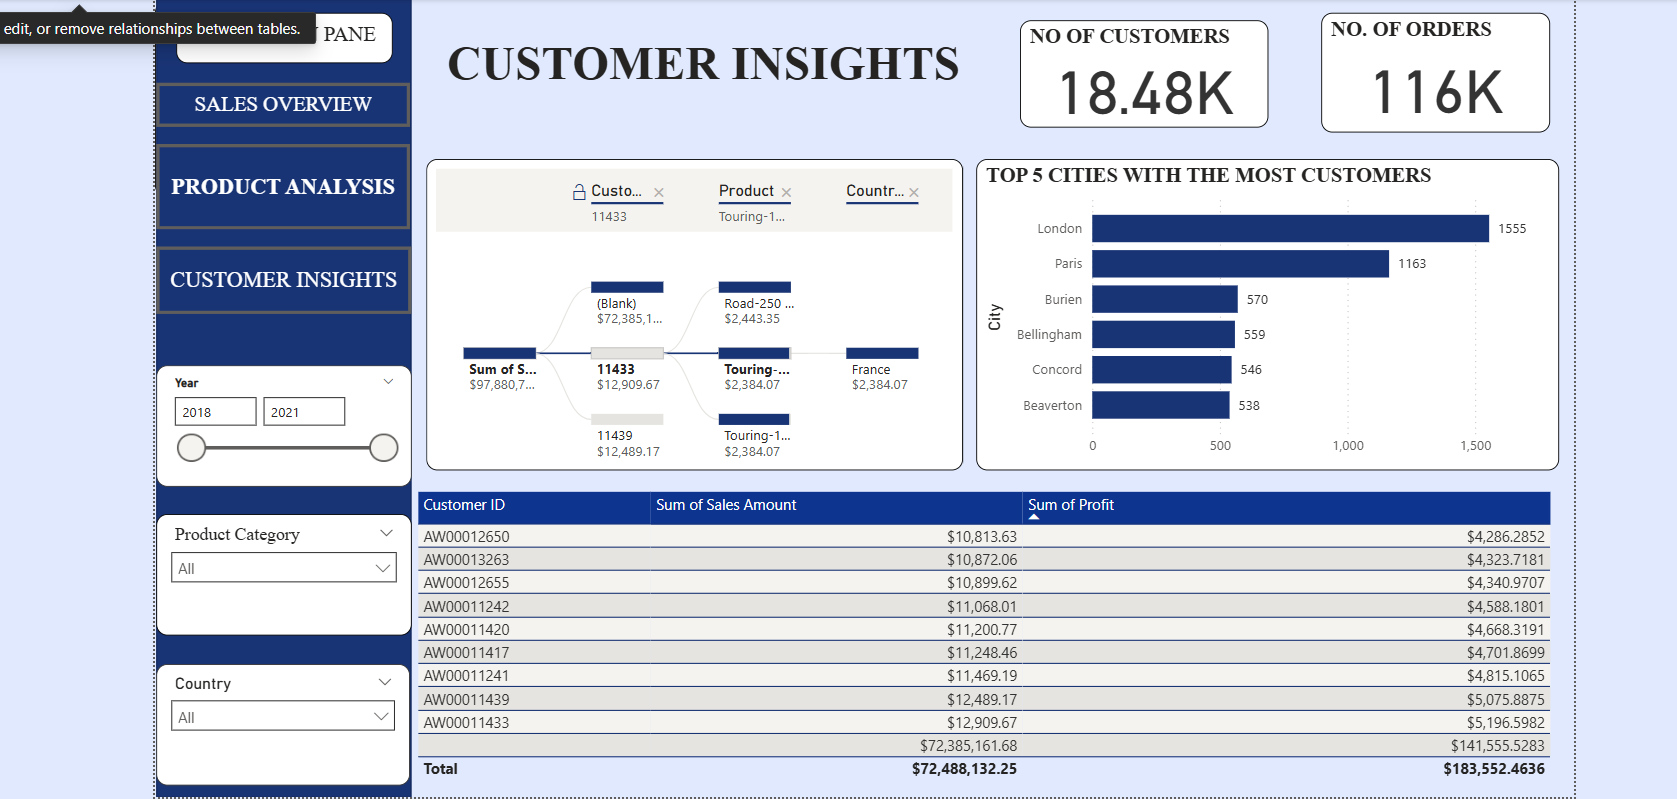 edit, or remove relationships between tables.
PANE
SALES OVERVIEW
PRODUCT ANALYSIS
CUSTOMER INSIGHTS
Year
2018 2021
Product Category
All
Country
All
CUSTOMER INSIGHTS
NO OF CUSTOMERS
18.48K
NO. OF ORDERS
116K
Custo... Product Countr...
11433 Touring-1...
(Blank) Road-250 ...
$72,385,1... $2,443.35
Sum of S... 11433 Touring-... France
$97,880,7... $12,909.67 $2,384.07 $2,384.07
11439 Touring-1...
$12,489.17 $2,384.07
TOP 5 CITIES WITH THE MOST CUSTOMERS
City
London 1555
Paris 1163
Burien 570
Bellingham 559
Concord 546
Beaverton 538
0 500 1,000 1,500
Customer ID Sum of Sales Amount Sum of Profit
AW00012650 $10,813.63 $4,286.2852
AW00013263 $10,872.06 $4,323.7181
AW00012655 $10,899.62 $4,340.9707
AW00011242 $11,068.01 $4,588.1801
AW00011420 $11,200.77 $4,668.3191
AW00011417 $11,248.46 $4,701.8699
AW00011241 $11,469.19 $4,815.1065
AW00011439 $12,489.17 $5,075.8875
AW00011433 $12,909.67 $5,196.5982
$72,385,161.68 $141,555.5283
Total $72,488,132.25 $183,552.4636